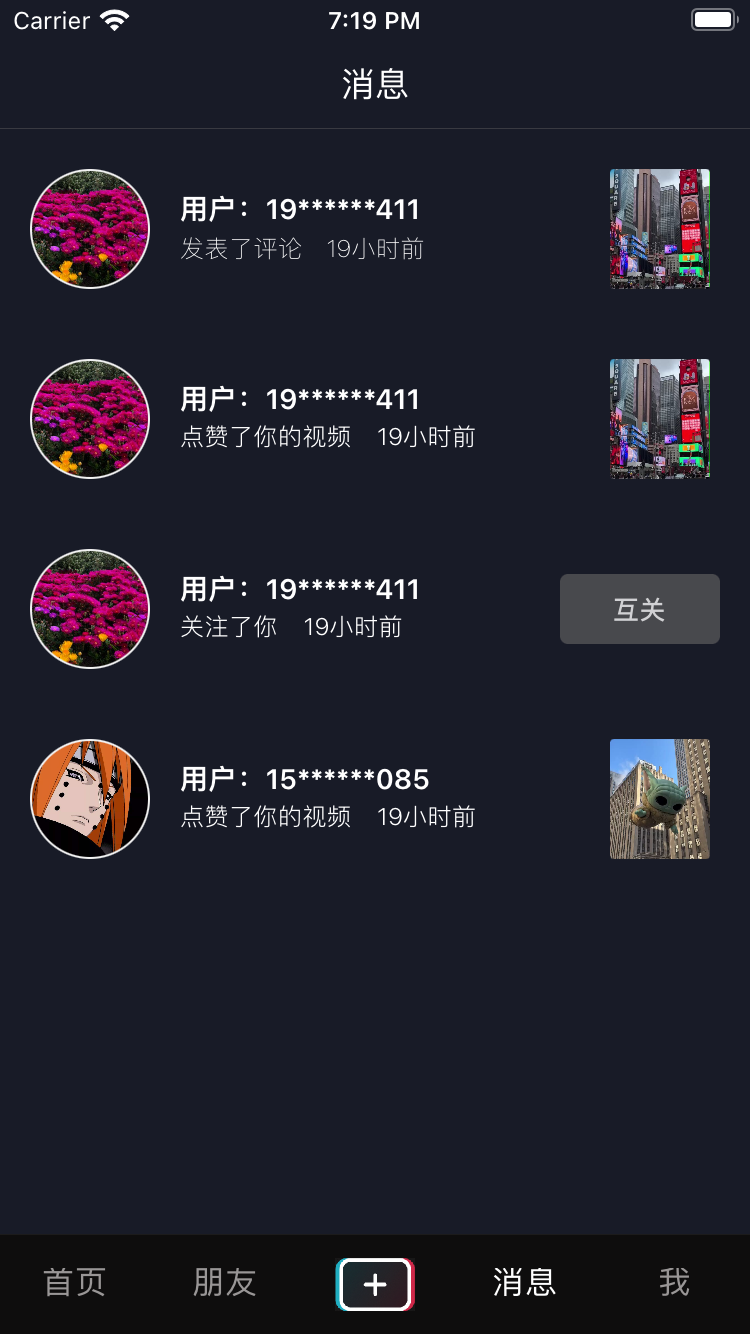 Carrier 7:19 PM
消息
用户：19******411
发表了评论 19小时前
用户：19******411
点赞了你的视频 19小时前
用户：19******411
关注了你 19小时前
互关
用户：15******085
点赞了你的视频 19小时前
首页 朋友 消息 我